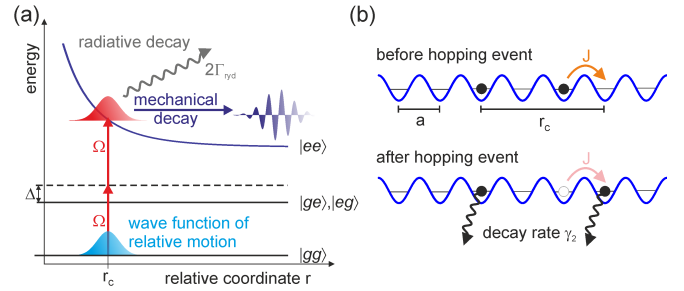 (a)
energy
radiative decay
2Γryd
mechanical
decay
Ω
|ee⟩
Δ
|ge⟩,|eg⟩
Ω
wave function of
relative motion
|gg⟩
rc
relative coordinate r
(b)
before hopping event
J
a
rc
after hopping event
J
decay rate γ2